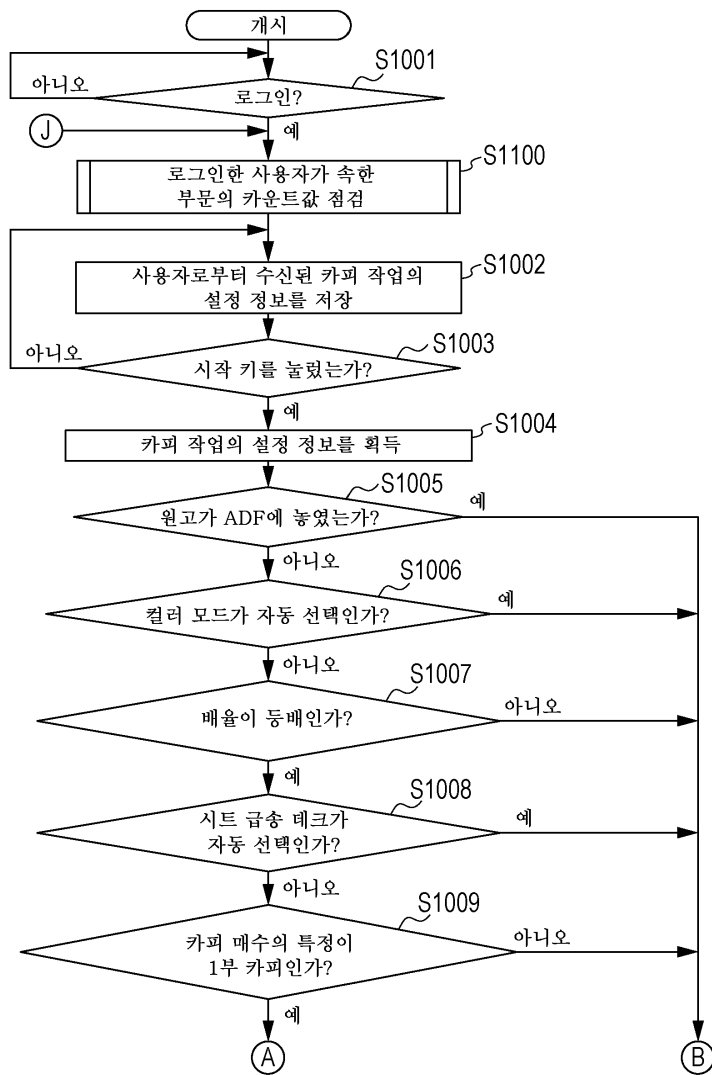 개시
S1001
아니오
로그인?
J
예
S1100
로그인한 사용자가 속한
부문의 카운트값 점검
S1002
사용자로부터 수신된 카피 작업의
설정 정보를 저장
S1003
아니오
시작 키를 눌렀는가?
예
S1004
카피 작업의 설정 정보를 획득
S1005
예
원고가 ADF에 놓였는가?
아니오
S1006
예
컬러 모드가 자동 선택인가?
아니오
S1007
아니오
배율이 등배인가?
예
S1008
예
시트 급송 데크가
자동 선택인가?
아니오
S1009
아니오
카피 매수의 특정이
1부 카피인가?
예
A
B